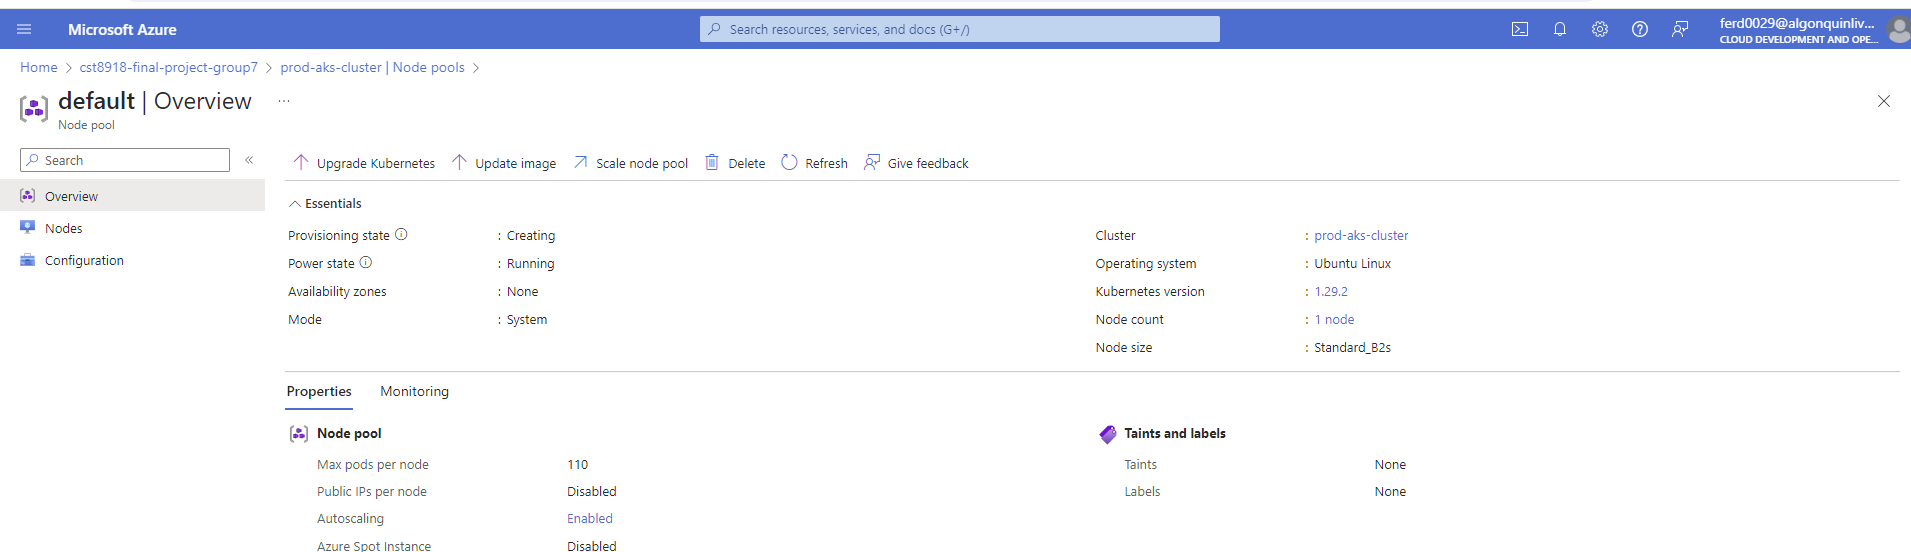 Microsoft Azure
Search resources, services, and docs (G+/)
ferd0029@algonquinliv...
CLOUD DEVELOPMENT AND OPE...
Home > cst8918-final-project-group7 > prod-aks-cluster | Node pools >
default | Overview ...
Node pool
Search
Overview
Nodes
Configuration
Upgrade Kubernetes Update image Scale node pool Delete Refresh Give feedback
Essentials
Provisioning state : Creating
Power state : Running
Availability zones : None
Mode : System
Cluster : prod-aks-cluster
Operating system : Ubuntu Linux
Kubernetes version : 1.29.2
Node count : 1 node
Node size : Standard_B2s
Properties Monitoring
Node pool
Max pods per node 110
Public IPs per node Disabled
Autoscaling Enabled
Azure Spot Instance Disabled
Taints and labels
Taints None
Labels None